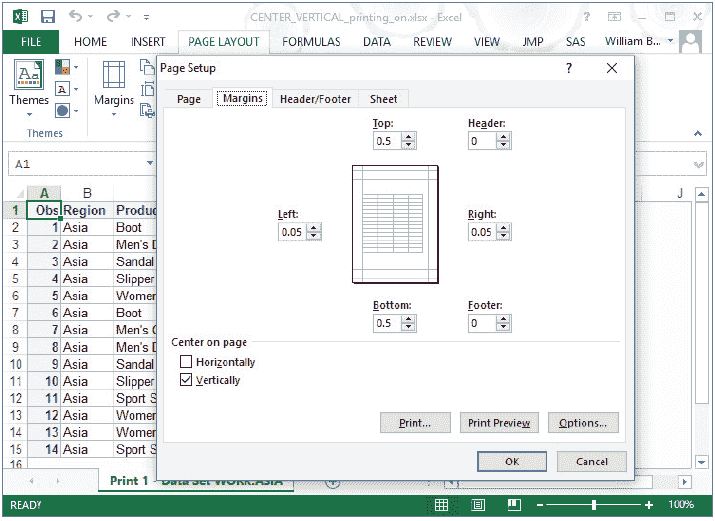 CENTER_VERTICAL_printing_on.xlsx - Excel
FILE HOME INSERT PAGE LAYOUT FORMULAS DATA REVIEW VIEW JMP SAS William B...
Themes
Margins
Themes
Page Setup
Page Margins Header/Footer Sheet
Top: Header:
0.5 0
Left: Right:
0.05 0.05
Bottom: Footer:
0.5 0
Center on page
Horizontally
Vertically
Print... Print Preview Options...
OK Cancel
A1
A B J
1 Obs Region Produc
2 1 Asia Boot
3 2 Asia Men's D
4 3 Asia Sandal
5 4 Asia Slipper
6 5 Asia Women
7 6 Asia Boot
8 7 Asia Men's C
9 8 Asia Men's D
10 9 Asia Sandal
11 10 Asia Slipper
12 11 Asia Sport S
13 12 Asia Women
14 13 Asia Women
15 14 Asia Sport S
16
Print 1 - Data Set WORK.ASIA
READY 100%